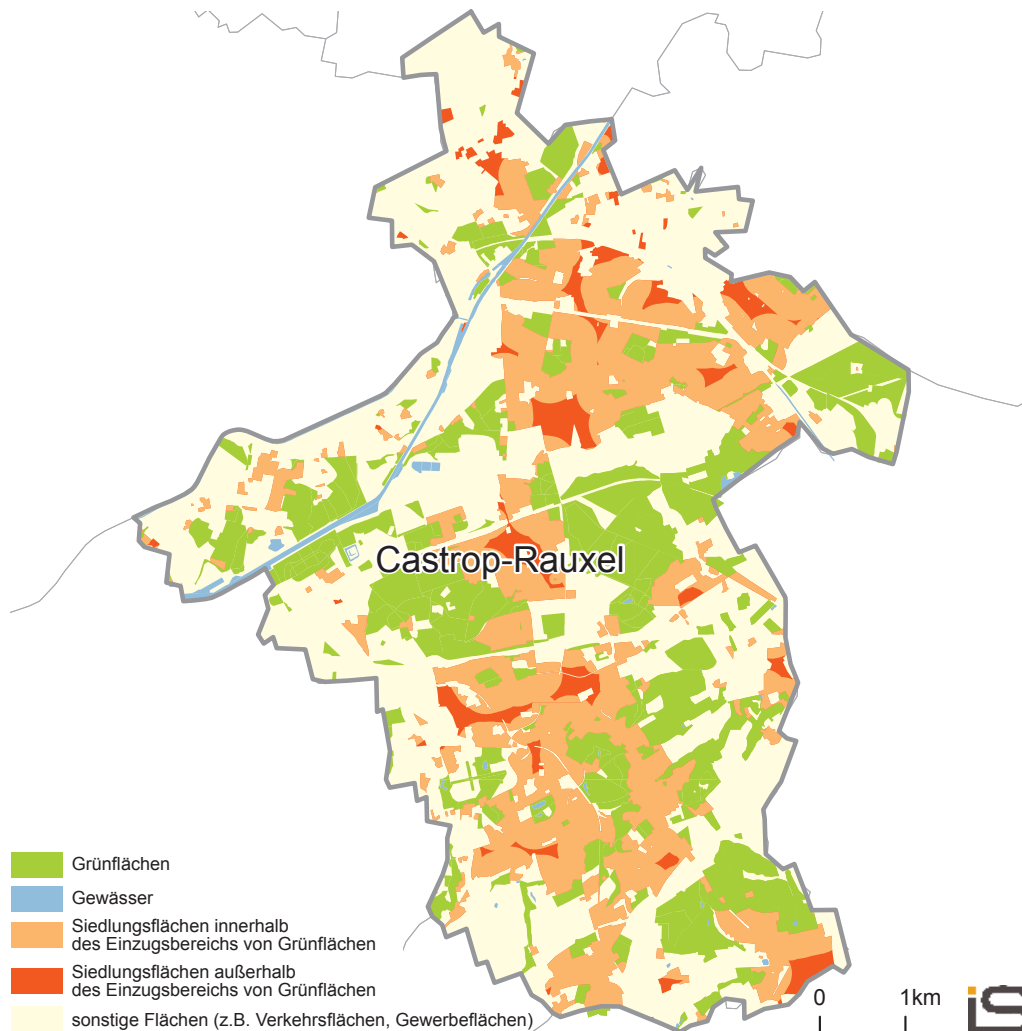 Castrop-Rauxel
Grünflächen
Gewässer
Siedlungsflächen innerhalb
des Einzugsbereichs von Grünflächen
Siedlungsflächen außerhalb
des Einzugsbereichs von Grünflächen
sonstige Flächen (z.B. Verkehrsflächen, Gewerbeflächen)
0 1km